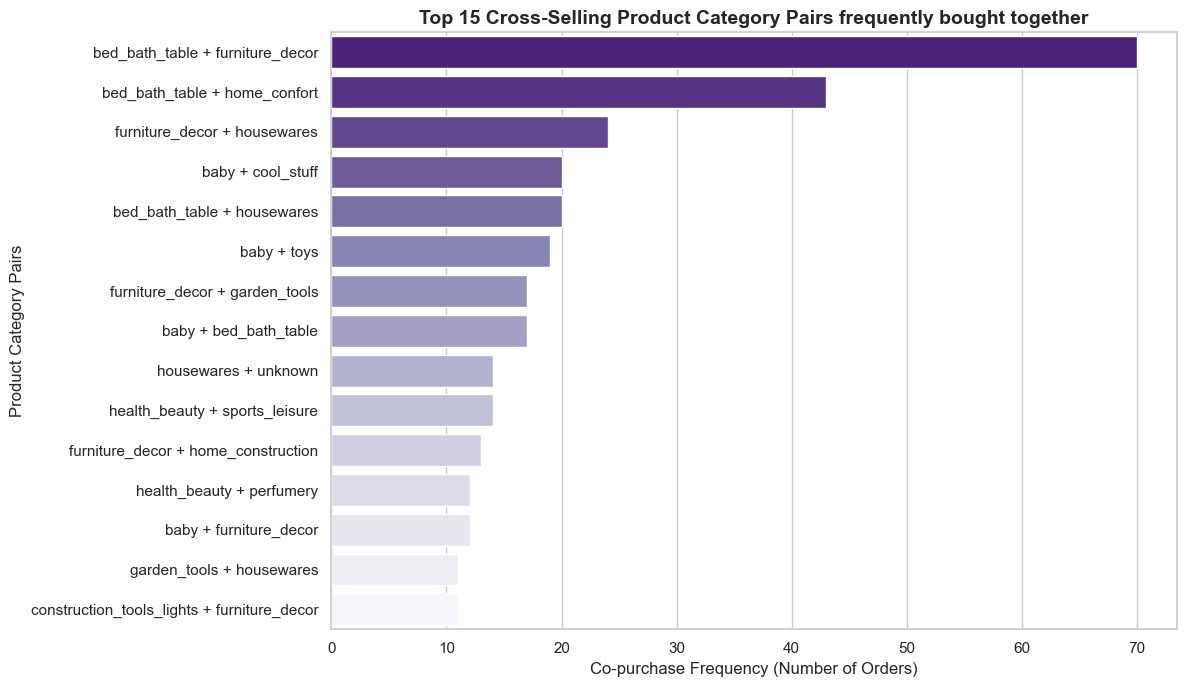 Top 15 Cross-Selling Product Category Pairs frequently bought together
Product Category Pairs
bed_bath_table + furniture_decor
bed_bath_table + home_confort
furniture_decor + housewares
baby + cool_stuff
bed_bath_table + housewares
baby + toys
furniture_decor + garden_tools
baby + bed_bath_table
housewares + unknown
health_beauty + sports_leisure
furniture_decor + home_construction
health_beauty + perfumery
baby + furniture_decor
garden_tools + housewares
construction_tools_lights + furniture_decor
0 10 20 30 40 50 60 70
Co-purchase Frequency (Number of Orders)